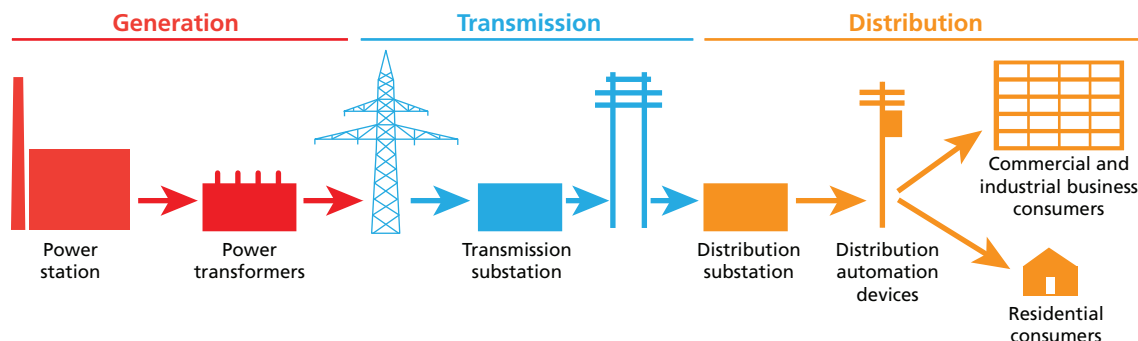 Generation
Transmission
Distribution
Power
station
Power
transformers
Transmission
substation
Distribution
substation
Distribution
automation
devices
Commercial and
industrial business
consumers
Residential
consumers